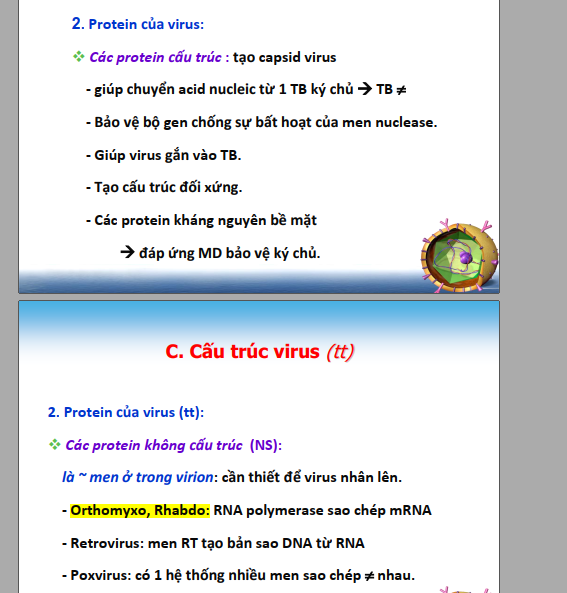 2. Protein của virus:
❖ Các protein cấu trúc : tạo capsid virus
- giúp chuyển acid nucleic từ 1 TB ký chủ → TB ≠
- Bảo vệ bộ gen chống sự bất hoạt của men nuclease.
- Giúp virus gắn vào TB.
- Tạo cấu trúc đối xứng.
- Các protein kháng nguyên bề mặt
→ đáp ứng MD bảo vệ ký chủ.
C. Cấu trúc virus (tt)
2. Protein của virus (tt):
❖ Các protein không cấu trúc (NS):
là ~ men ở trong virion: cần thiết để virus nhân lên.
- Orthomyxo, Rhabdo: RNA polymerase sao chép mRNA
- Retrovirus: men RT tạo bản sao DNA từ RNA
- Poxvirus: có 1 hệ thống nhiều men sao chép ≠ nhau.